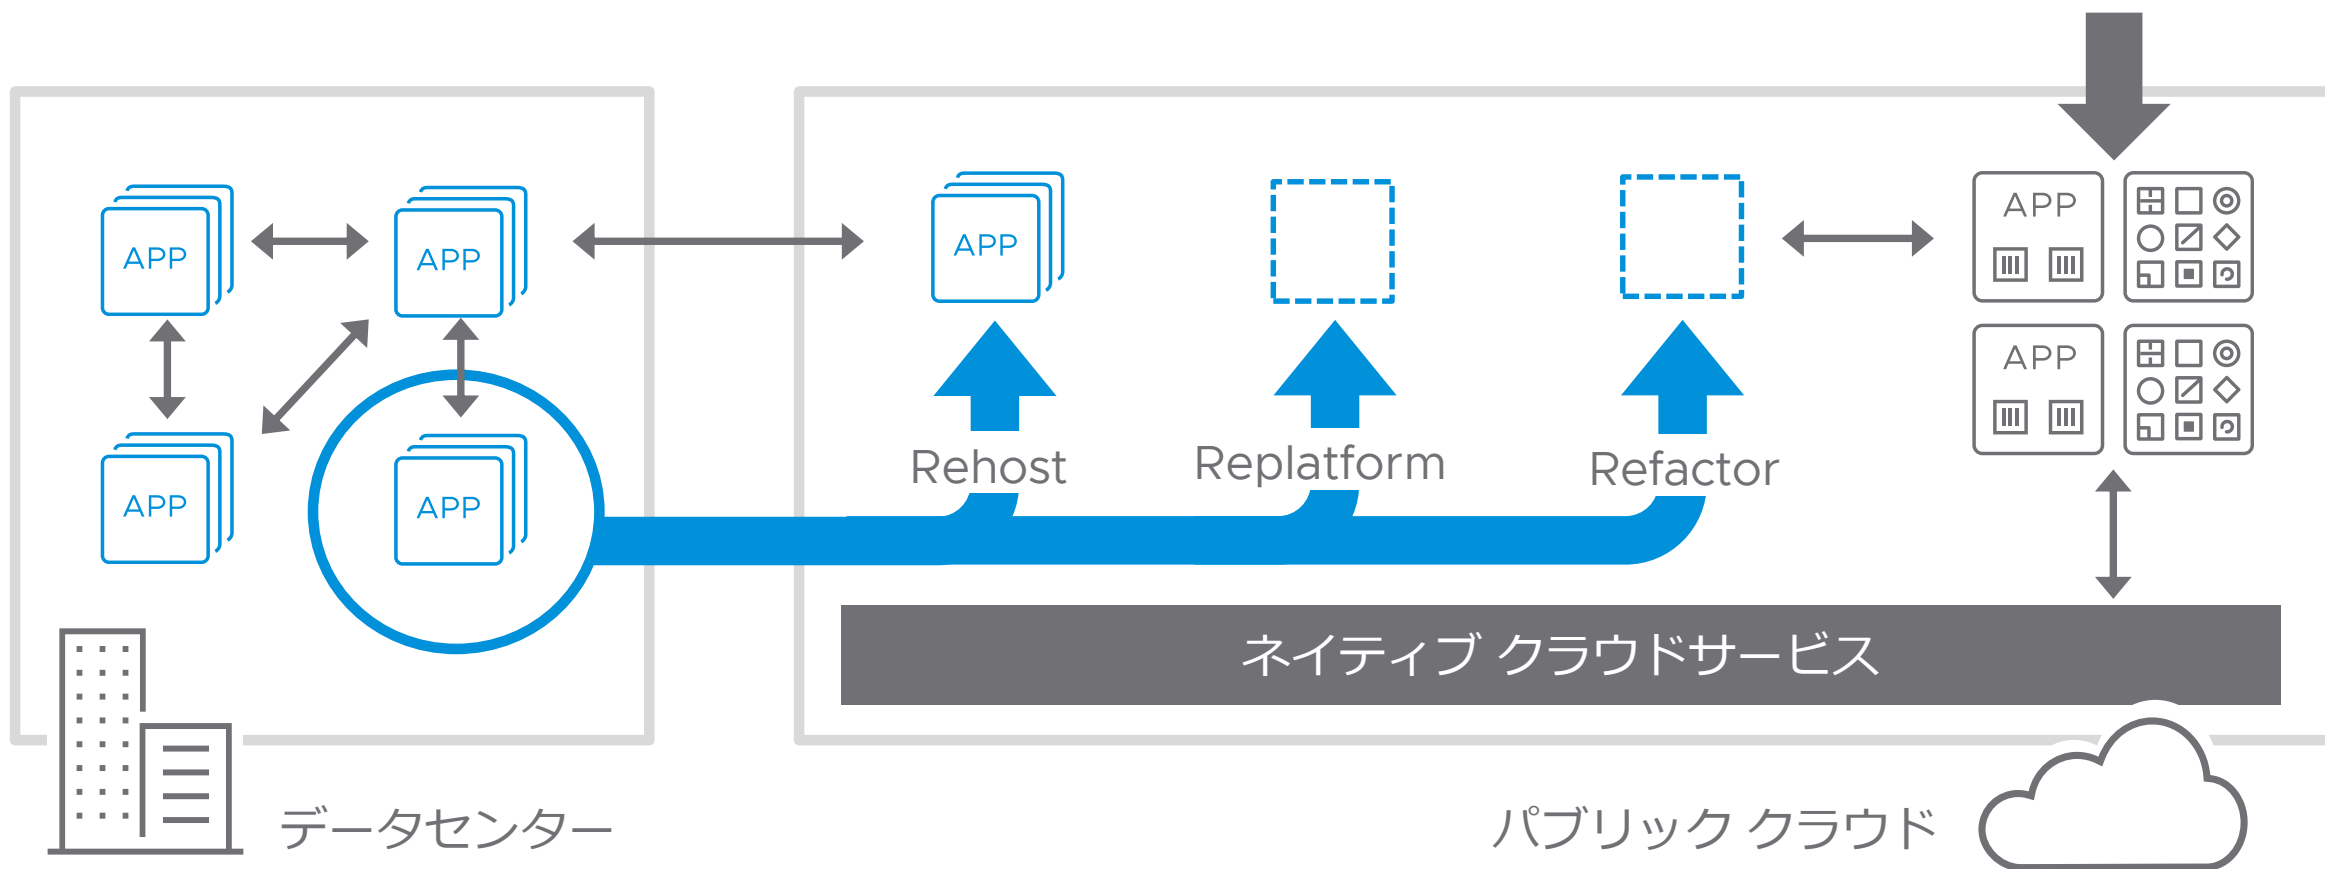 APP
APP
APP
APP
APP
APP
APP
Rehost
Replatform
Refactor
ネイティブ クラウドサービス
データセンター
パブリック クラウド